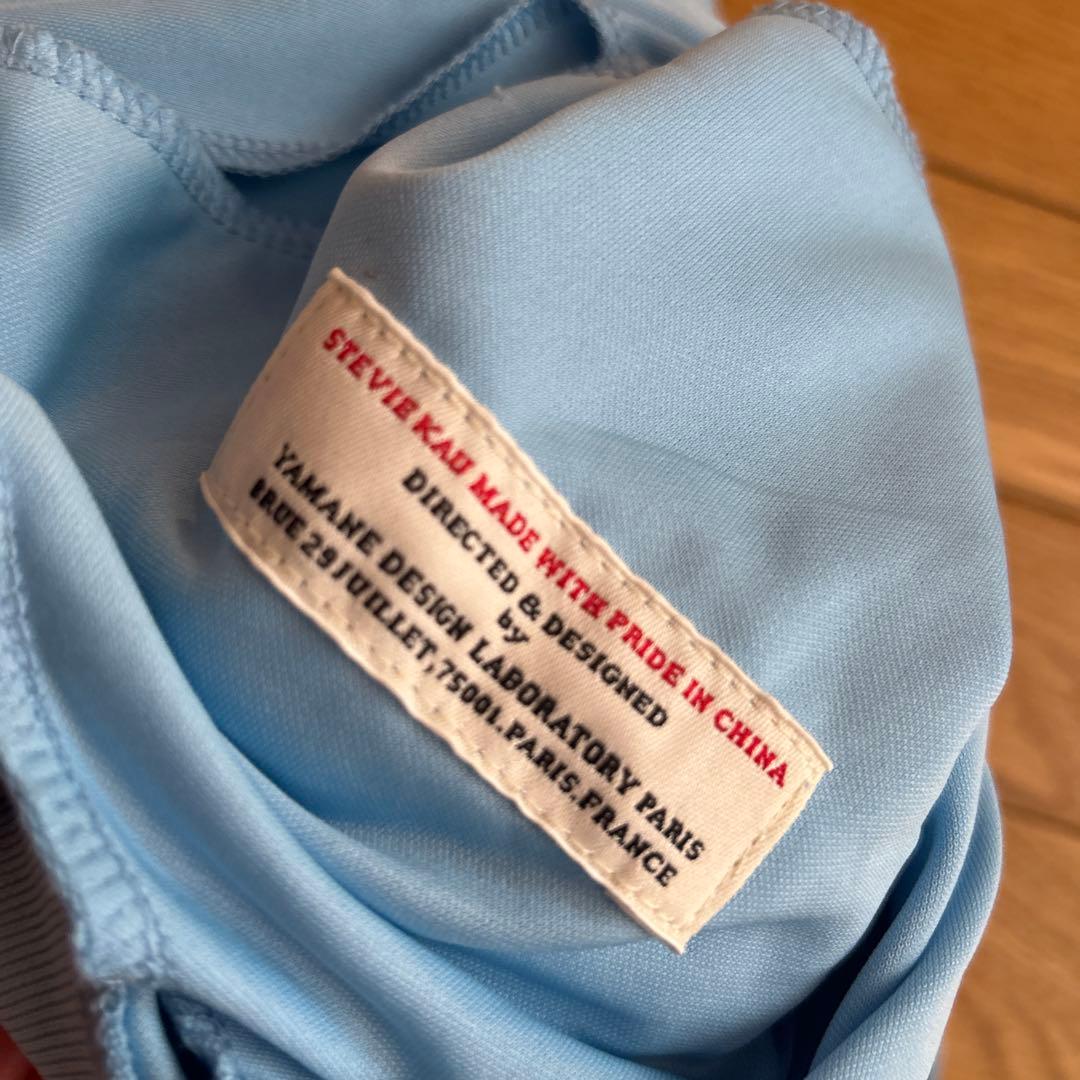 STEVIE KAU MADE WITH PRIDE IN CHINA
DIRECTED & DESIGNED
by
YAMANE DESIGN LABORATORY PARIS
8RUE 29 JUILLET,75001.PARIS.FRANCE